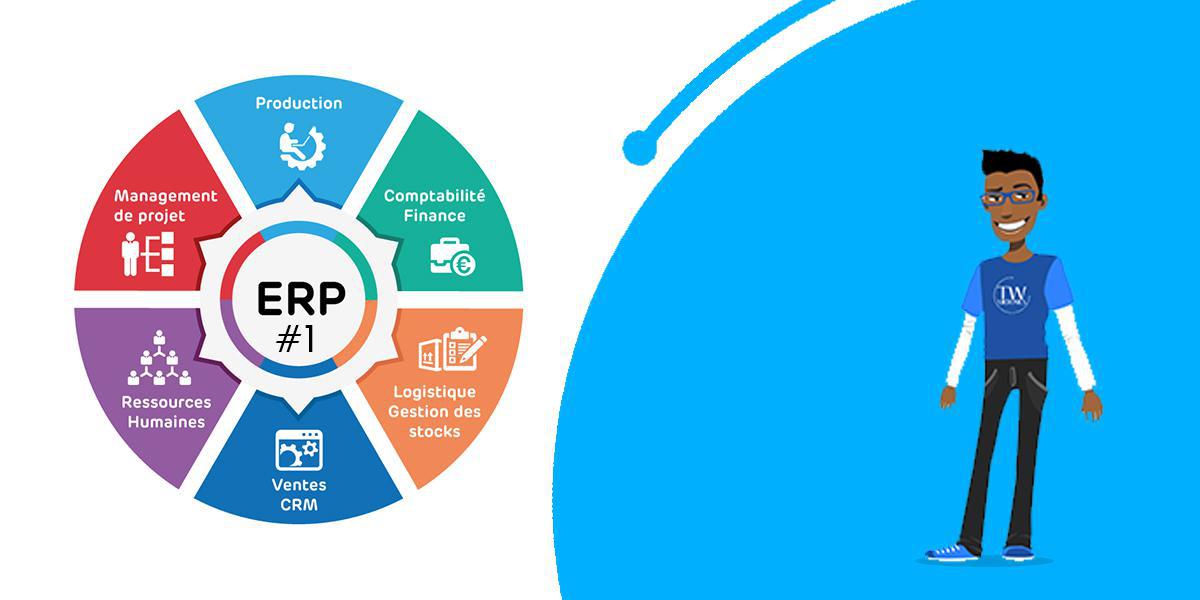 Production
Comptabilité
Finance
Logistique
Gestion des
stocks
Ventes
CRM
Ressources
Humaines
Management
de projet
ERP
#1
TW